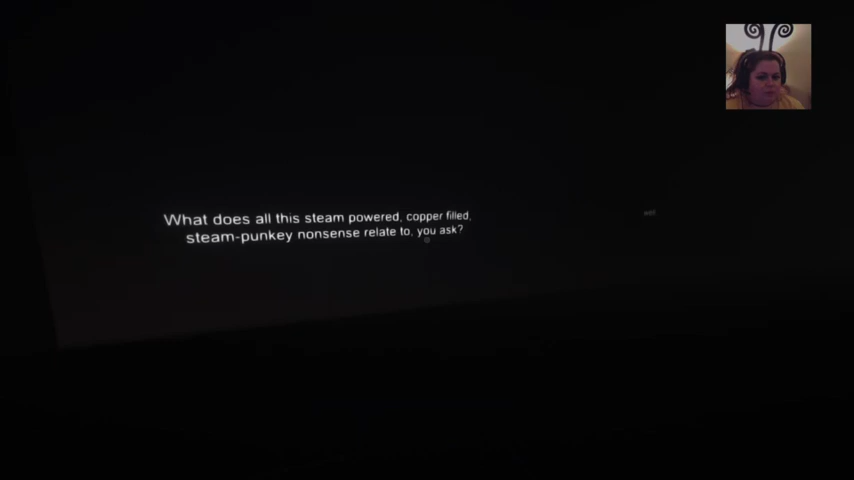 What does all this steam powered, copper filled,
steam-punkey nonsense relate to, you ask?